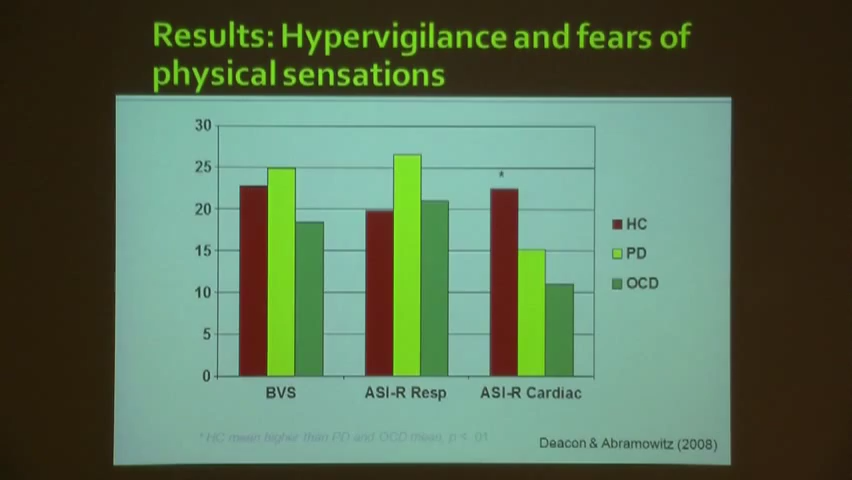 Results: Hypervigilance and fears of
physical sensations
30
25
20
15
10
5
0
*
BVS
ASI-R Resp
ASI-R Cardiac
HC
PD
OCD
* HC mean higher than PD and OCD mean, p < .01
Deacon & Abramowitz (2008)